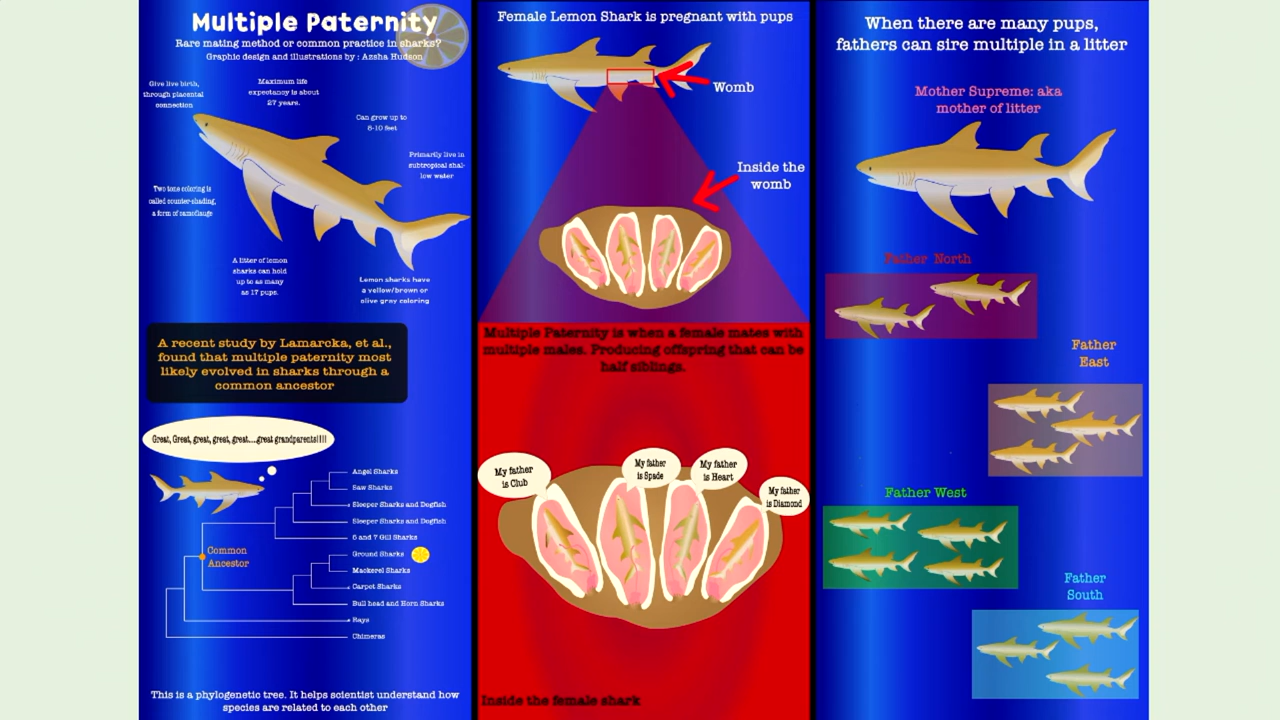 Multiple Paternity
Rare mating method or common practice in sharks?
Graphic design and illustrations by : Azsha Hudson
Give live birth,
through placental
connection
Maximum life
expectancy is about
27 years.
Can grow up to
8-10 feet
Primarily live in
subtropical shal-
low water
Two tone coloring is
called counter-shading,
a form of camoflauge
A litter of lemon
sharks can hold
up to as many
as 17 pups.
Lemon sharks have
a yellow/brown or
olive grey coloring
A recent study by Lamarcka, et al.,
found that multiple paternity most
likely evolved in sharks through a
common ancestor
Great, Great, great, great, great....great grandparents!!!!
Angel Sharks
Saw Sharks
Sleeper Sharks and Dogfish
Sleeper Sharks and Dogfish
6 and 7 Gill Sharks
Common
Ancestor
Ground Sharks
Mackerel Sharks
Carpet Sharks
Bull head and Horn Sharks
Rays
Chimeras
This is a phylogenetic tree. It helps scientist understand how
species are related to each other
Female Lemon Shark is pregnant with pups
Womb
Inside the
womb
Multiple Paternity is when a female mates with
multiple males. Producing offspring that can be
half siblings.
My father
is Club
My father
is Spade
My father
is Heart
My father
is Diamond
Inside the female shark
When there are many pups,
fathers can sire multiple in a litter
Mother Supreme: aka
mother of litter
Father North
Father
East
Father West
Father
South